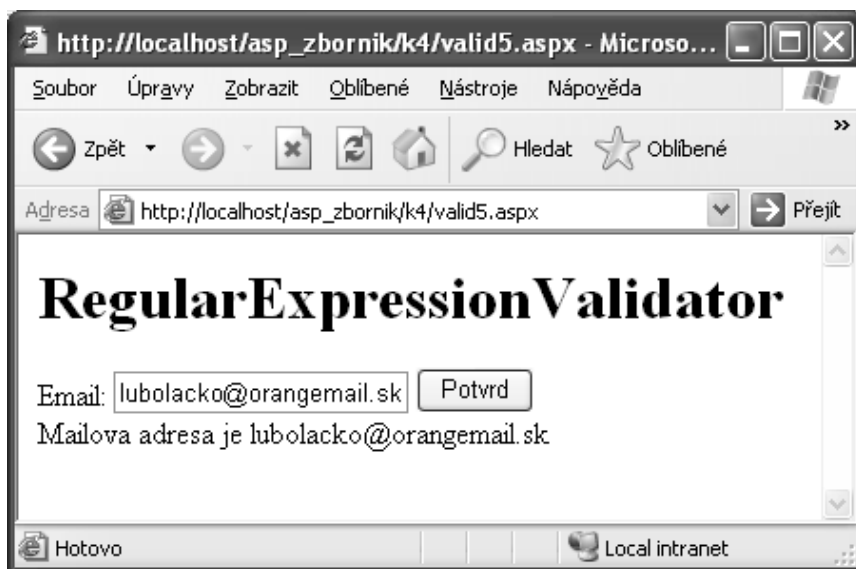 http://localhost/asp_zbornik/k4/valid5.aspx - Microso...
Soubor Úpravy Zobrazit Oblíbené Nástroje Nápověda
Zpět Hledat Oblíbené »
Adresa http://localhost/asp_zbornik/k4/valid5.aspx Přejít
RegularExpressionValidator
Email: lubolacko@orangemail.sk Potvrd
Mailova adresa je lubolacko@orangemail.sk
Hotovo Local intranet